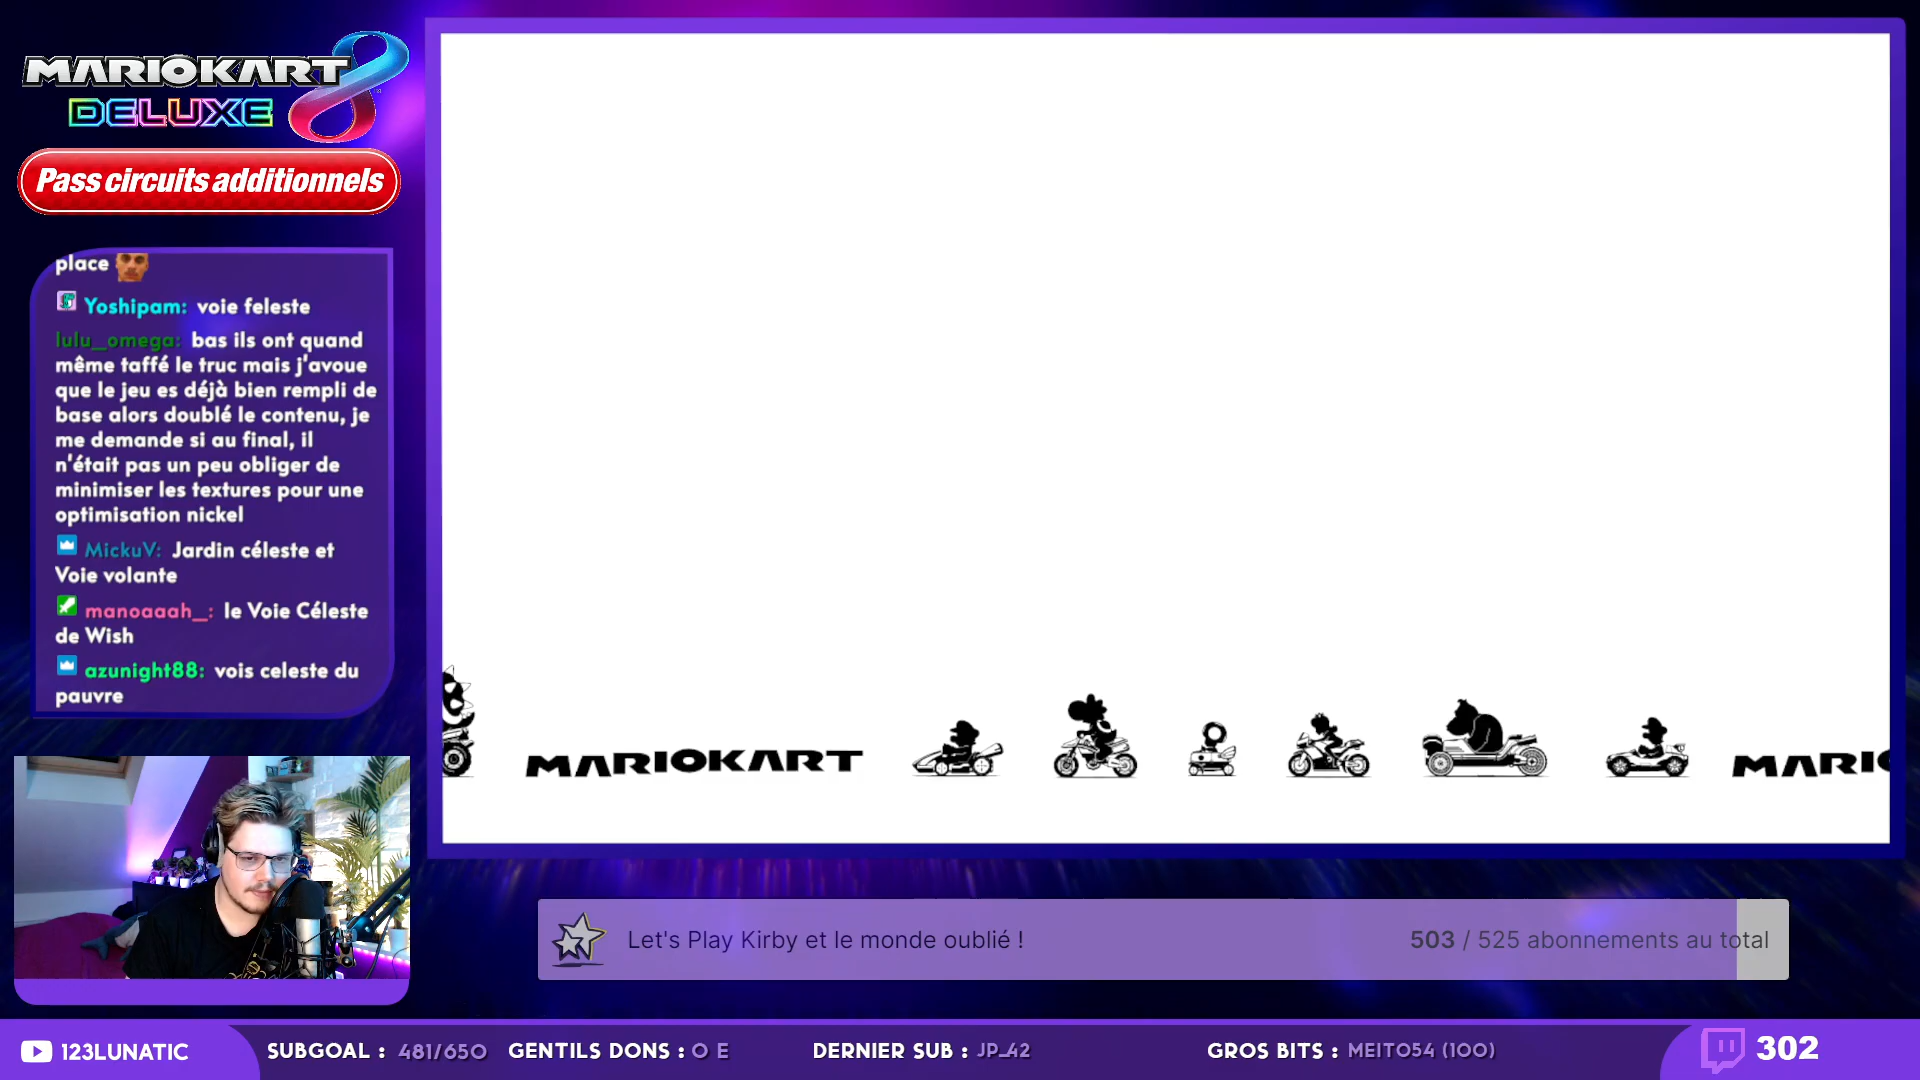 MARIOKART 8
DELUXE
Pass circuits additionnels
place
Yoshipam: voie feleste
lulu_omega: bas ils ont quand
même taffé le truc mais j'avoue
que le jeu es déjà bien rempli de
base alors doublé le contenu, je
me demande si au final, il
n'était pas un peu obliger de
minimiser les textures pour une
optimisation nickel
MickuV: Jardin céleste et
Voie volante
manoaaah_: le Voie Céleste
de Wish
azunight88: vois celeste du
pauvre
MARIOKART
MARIO
Let's Play Kirby et le monde oublié !
503 / 525 abonnements au total
123LUNATIC
SUBGOAL : 481/650
GENTILS DONS : 0 E
DERNIER SUB : JP_42
GROS BITS : MEITO54 (100)
302